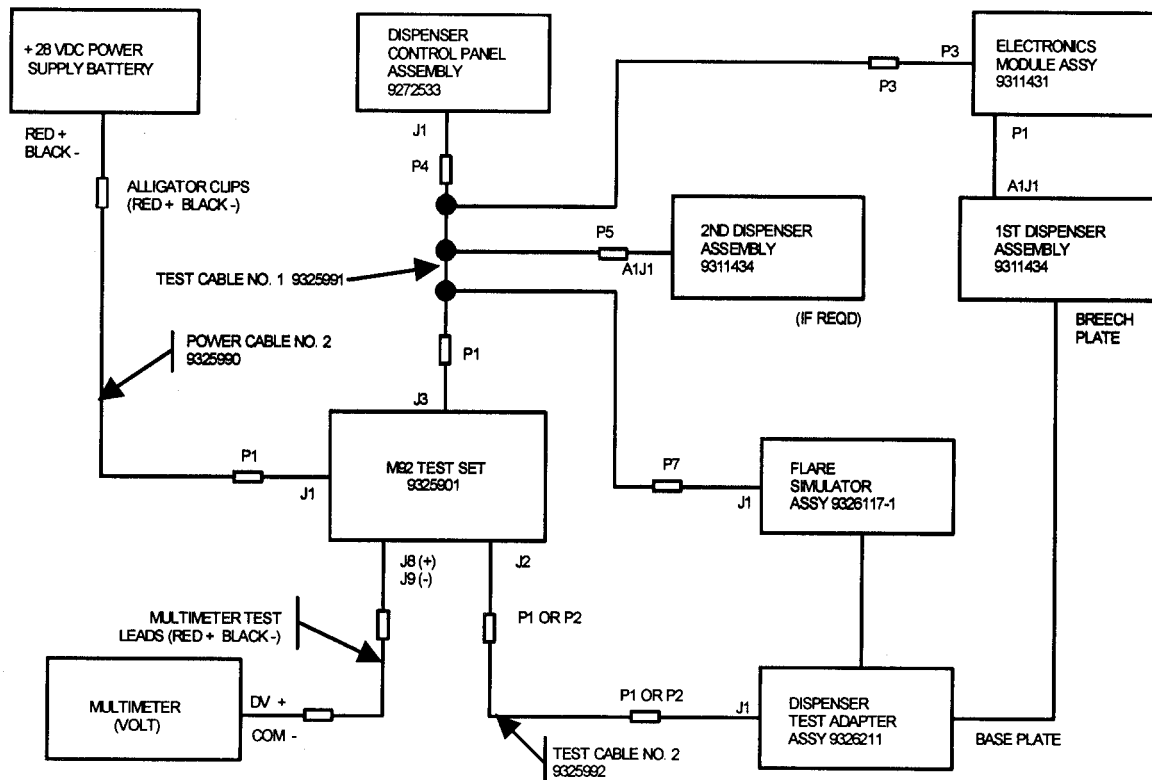 + 28 VDC POWER
SUPPLY BATTERY
DISPENSER
CONTROL PANEL
ASSEMBLY
9272533
ELECTRONICS
MODULE ASSY
9311431
P3
P3
J1
P4
P1
A1J1
RED +
BLACK -
ALLIGATOR CLIPS
(RED + BLACK -)
2ND DISPENSER
ASSEMBLY
9311434
(IF REQD)
P5
A1J1
1ST DISPENSER
ASSEMBLY
9311434
BREECH
PLATE
TEST CABLE NO. 1 9325991
POWER CABLE NO. 2
9325990
P1
J3
M92 TEST SET
9325901
P1
J1
P7
J1
FLARE
SIMULATOR
ASSY 9326117-1
J8 (+)
J9 (-)
J2
MULTIMETER TEST
LEADS (RED + BLACK -)
P1 OR P2
MULTIMETER
(VOLT)
DV +
COM -
P1 OR P2
J1
DISPENSER
TEST ADAPTER
ASSY 9326211
BASE PLATE
TEST CABLE NO. 2
9325992